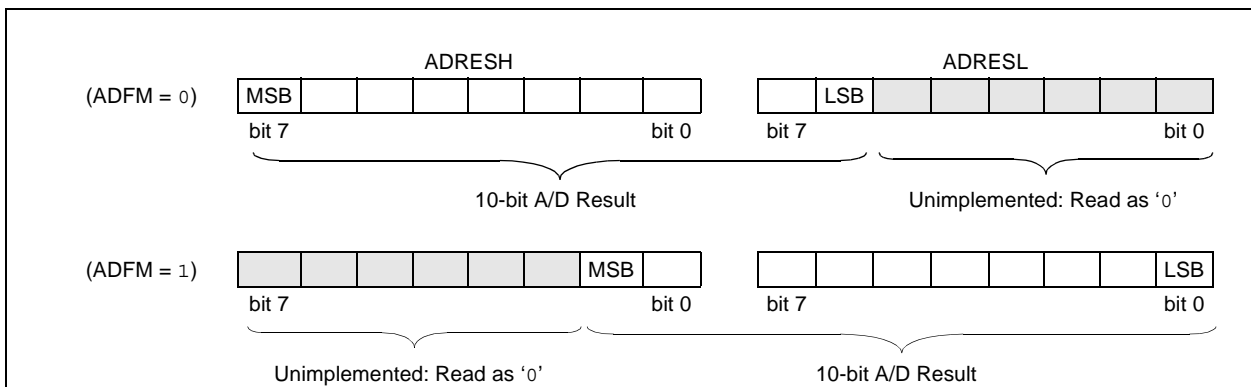 ADRESH ADRESL
(ADFM = 0) MSB LSB
bit 7 bit 0 bit 7 bit 0
10-bit A/D Result Unimplemented: Read as ‘0’
(ADFM = 1) MSB LSB
bit 7 bit 0 bit 7 bit 0
Unimplemented: Read as ‘0’ 10-bit A/D Result